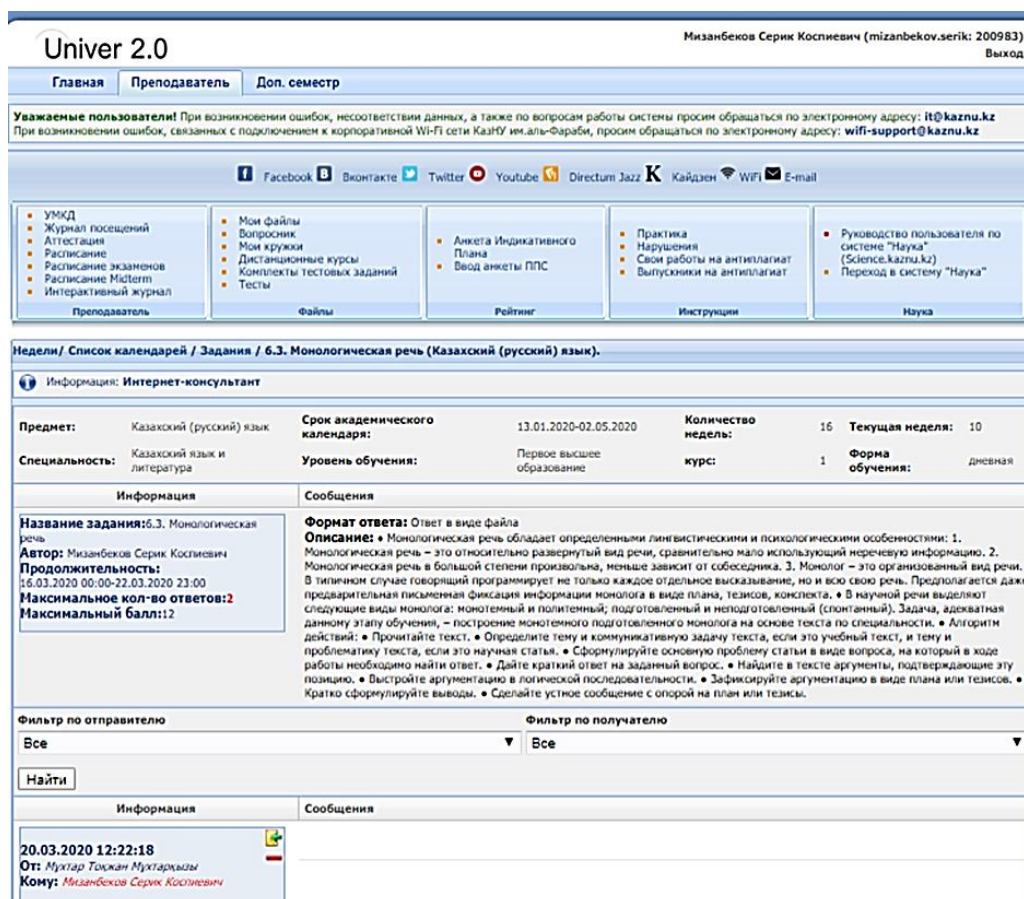 Univer 2.0
Мизанбеков Серик Коспиевич (mizanbekov.serik: 200983)
Выход
Главная Преподаватель Доп. семестр
Уважаемые пользователи! При возникновении ошибок, несоответствии данных, а также по вопросам работы системы просим обращаться по электронному адресу: it@kaznu.kz
При возникновении ошибок, связанных с подключением к корпоративной Wi-Fi сети КазНУ им.аль-Фараби, просим обращаться по электронному адресу: wifi-support@kaznu.kz
Facebook Вконтакте Twitter Youtube Directum Jazz Кайдзен WiFi E-mail
УМКД
Журнал посещений
Аттестация
Расписание
Расписание экзаменов
Расписание Midterm
Интерактивный журнал
Преподаватель
Мои файлы
Вопросник
Мои кружки
Дистанционные курсы
Комплекты тестовых заданий
Тесты
Файлы
Анкета Индикативного
Плана
Ввод анкеты ППС
Рейтинг
Практика
Нарушения
Свои работы на антиплагиат
Выпускники на антиплагиат
Инструкции
Руководство пользователя по
системе "Наука"
(Science.kaznu.kz)
Переход в систему "Наука"
Наука
Недели/ Список календарей / Задания / 6.3. Монологическая речь (Казахский (русский) язык).
Информация: Интернет-консультант
Предмет: Казахский (русский) язык
Срок академического
календаря: 13.01.2020-02.05.2020
Количество
недель: 16
Текущая неделя: 10
Специальность: Казахский язык и
литература
Уровень обучения: Первое высшее
образование
курс: 1
Форма
обучения: дневная
Информация Сообщения
Название задания:6.3. Монологическая
речь
Автор: Мизанбеков Серик Коспиевич
Продолжительность:
16.03.2020 00:00-22.03.2020 23:00
Максимальное кол-во ответов:2
Максимальный балл:12
Формат ответа: Ответ в виде файла
Описание: • Монологическая речь обладает определенными лингвистическими и психологическими особенностями: 1.
Монологическая речь – это относительно развернутый вид речи, сравнительно мало использующий неречевую информацию. 2.
Монологическая речь в большой степени произвольна, меньше зависит от собеседника. 3. Монолог – это организованный вид речи.
В типичном случае говорящий программирует не только каждое отдельное высказывание, но и всю свою речь. Предполагается даже
предварительная письменная фиксация информации монолога в виде плана, тезисов, конспекта. • В научной речи выделяют
следующие виды монолога: монотемный и политемный; подготовленный и неподготовленный (спонтанный). Задача, адекватная
данному этапу обучения, – построение монотемного подготовленного монолога на основе текста по специальности. • Алгоритм
действий: • Прочитайте текст. • Определите тему и коммуникативную задачу текста, если это учебный текст, и тему и
проблематику текста, если это научная статья. • Сформулируйте основную проблему статьи в виде вопроса, на который в ходе
работы необходимо найти ответ. • Дайте краткий ответ на заданный вопрос. • Найдите в тексте аргументы, подтверждающие эту
позицию. • Выстройте аргументацию в логической последовательности. • Зафиксируйте аргументацию в виде плана или тезисов. •
Кратко сформулируйте выводы. • Сделайте устное сообщение с опорой на план или тезисы.
Фильтр по отправителю Фильтр по получателю
Все Все
Найти
Информация Сообщения
20.03.2020 12:22:18
От: Мухтар Токжан Мухтаркызы
Кому: Мизанбеков Серик Коспиевич